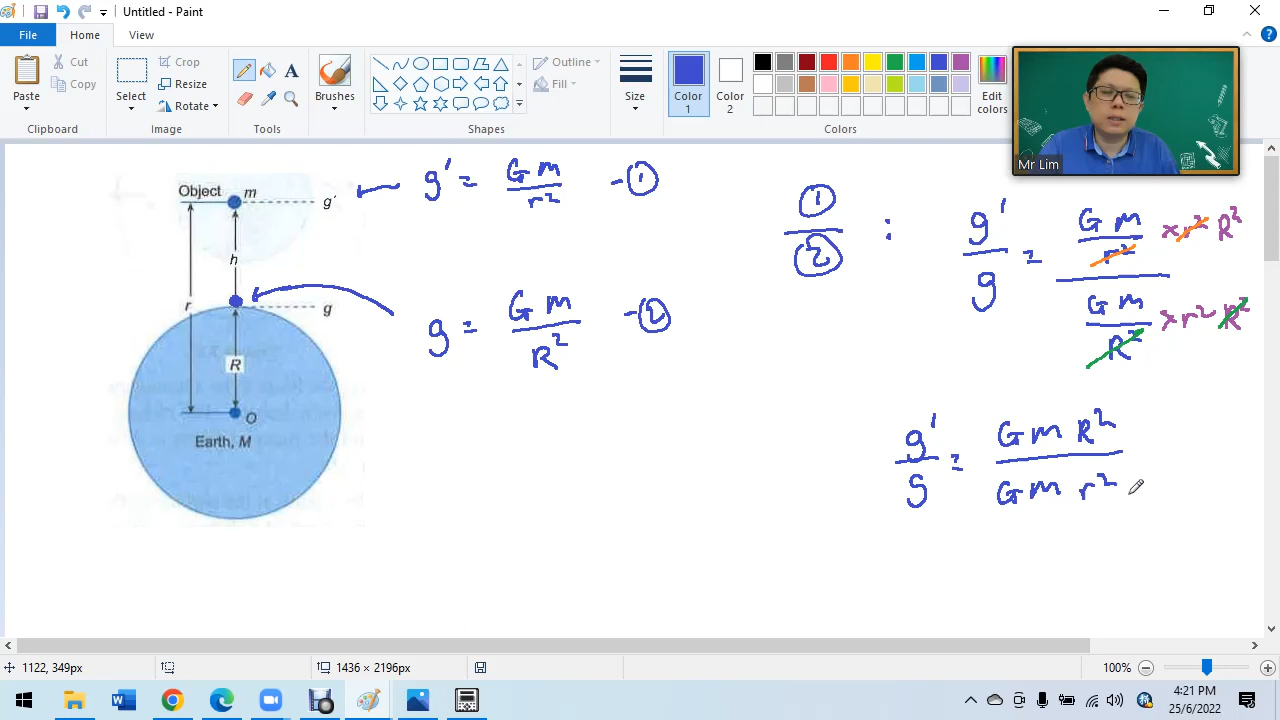 Untitled - Paint
File Home View
Paste Cut Copy Clipboard
Select Crop Resize Rotate Image
Tools
Brushes
Shapes Outline Fill
Size
Color 1 Color 2 Colors Edit colors
Mr Lim
Object m g'
h
r g
R
O
Earth, M
g' = GM/r² -①
g = GM/R² -②
①/② : g'/g = (GM/r² × r² R²)/(GM/R² × r² R²)
g'/g = GMR²/GMr²
1122, 349px 1436 × 2196px 100%
4:21 PM
25/6/2022